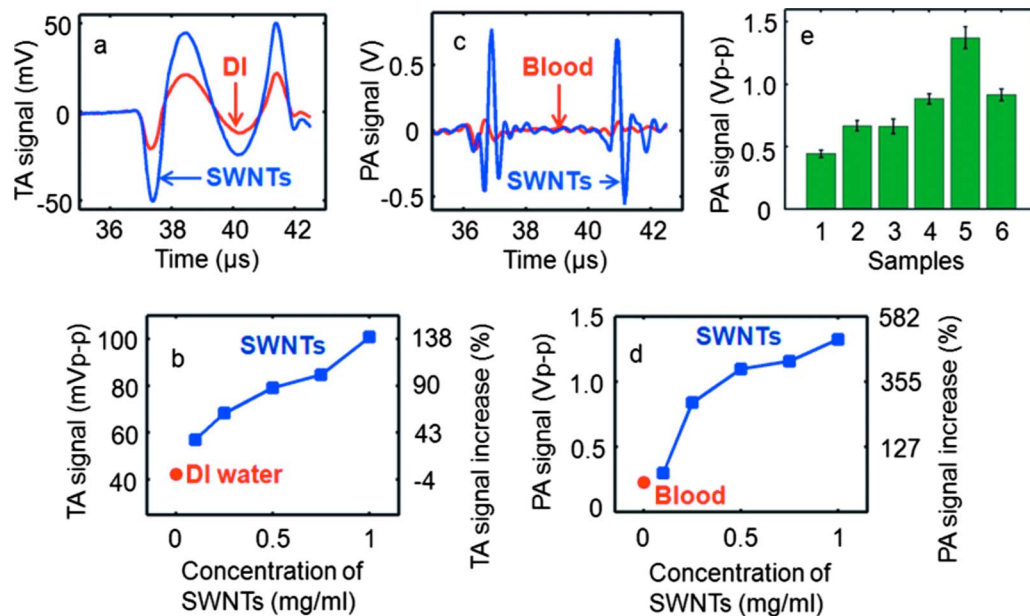 a
TA signal (mV)
50
0
-50
DI
SWNTs
36 38 40 42
Time (µs)
c
PA signal (V)
0.5
0
-0.5
Blood
SWNTs
36 38 40 42
Time (µs)
e
PA signal (Vp-p)
1.5
1
0.5
0
1 2 3 4 5 6
Samples
b
TA signal (mVp-p)
100
80
60
40
SWNTs
DI water
138
90
43
-4
TA signal increase (%)
0 0.5 1
Concentration of
SWNTs (mg/ml)
d
PA signal (Vp-p)
1.5
1.0
0.5
0
SWNTs
Blood
582
355
127
PA signal increase (%)
0 0.5 1
Concentration of
SWNTs (mg/ml)